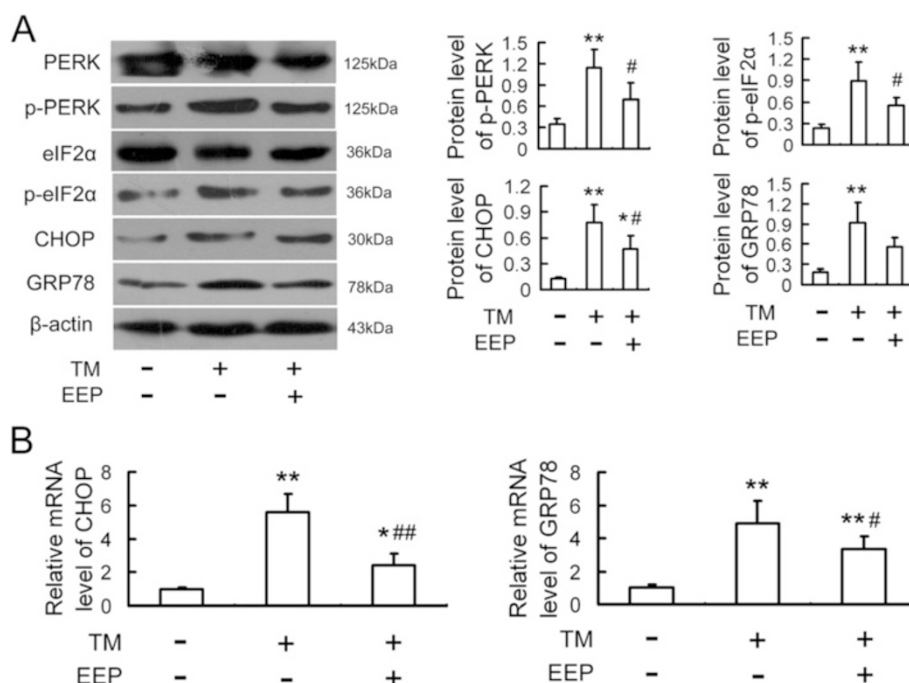 A
PERK 125kDa
p-PERK 125kDa
eIF2α 36kDa
p-eIF2α 36kDa
CHOP 30kDa
GRP78 78kDa
β-actin 43kDa
TM - + +
EEP - - +
Protein level
of p-PERK
1.5
1.2
0.9
0.6
0.3
**
#
Protein level
of p-eIF2α
1.5
1.2
0.9
0.6
0.3
0
**
#
Protein level
of CHOP
1.2
0.9
0.6
0.3
0
**
* #
Protein level
of GRP78
1.5
1.2
0.9
0.6
0.3
0
**
TM - + +
EEP - - +
TM - + +
EEP - - +
B
Relative mRNA
level of CHOP
8
6
4
2
0
**
* ##
TM - + +
EEP - - +
Relative mRNA
level of GRP78
8
6
4
2
0
**
** #
TM - + +
EEP - - +